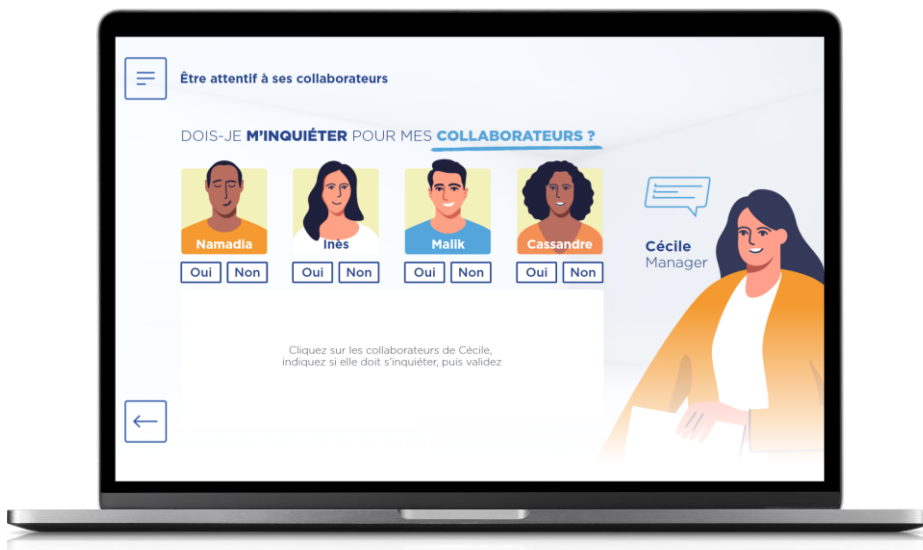 Être attentif à ses collaborateurs
DOIS-JE M'INQUIÉTER POUR MES COLLABORATEURS ?
Namadia
Inès
Malik
Cassandre
Oui Non
Oui Non
Oui Non
Oui Non
Cécile
Manager
Cliquez sur les collaborateurs de Cécile,
indiquez si elle doit s'inquiéter, puis validez